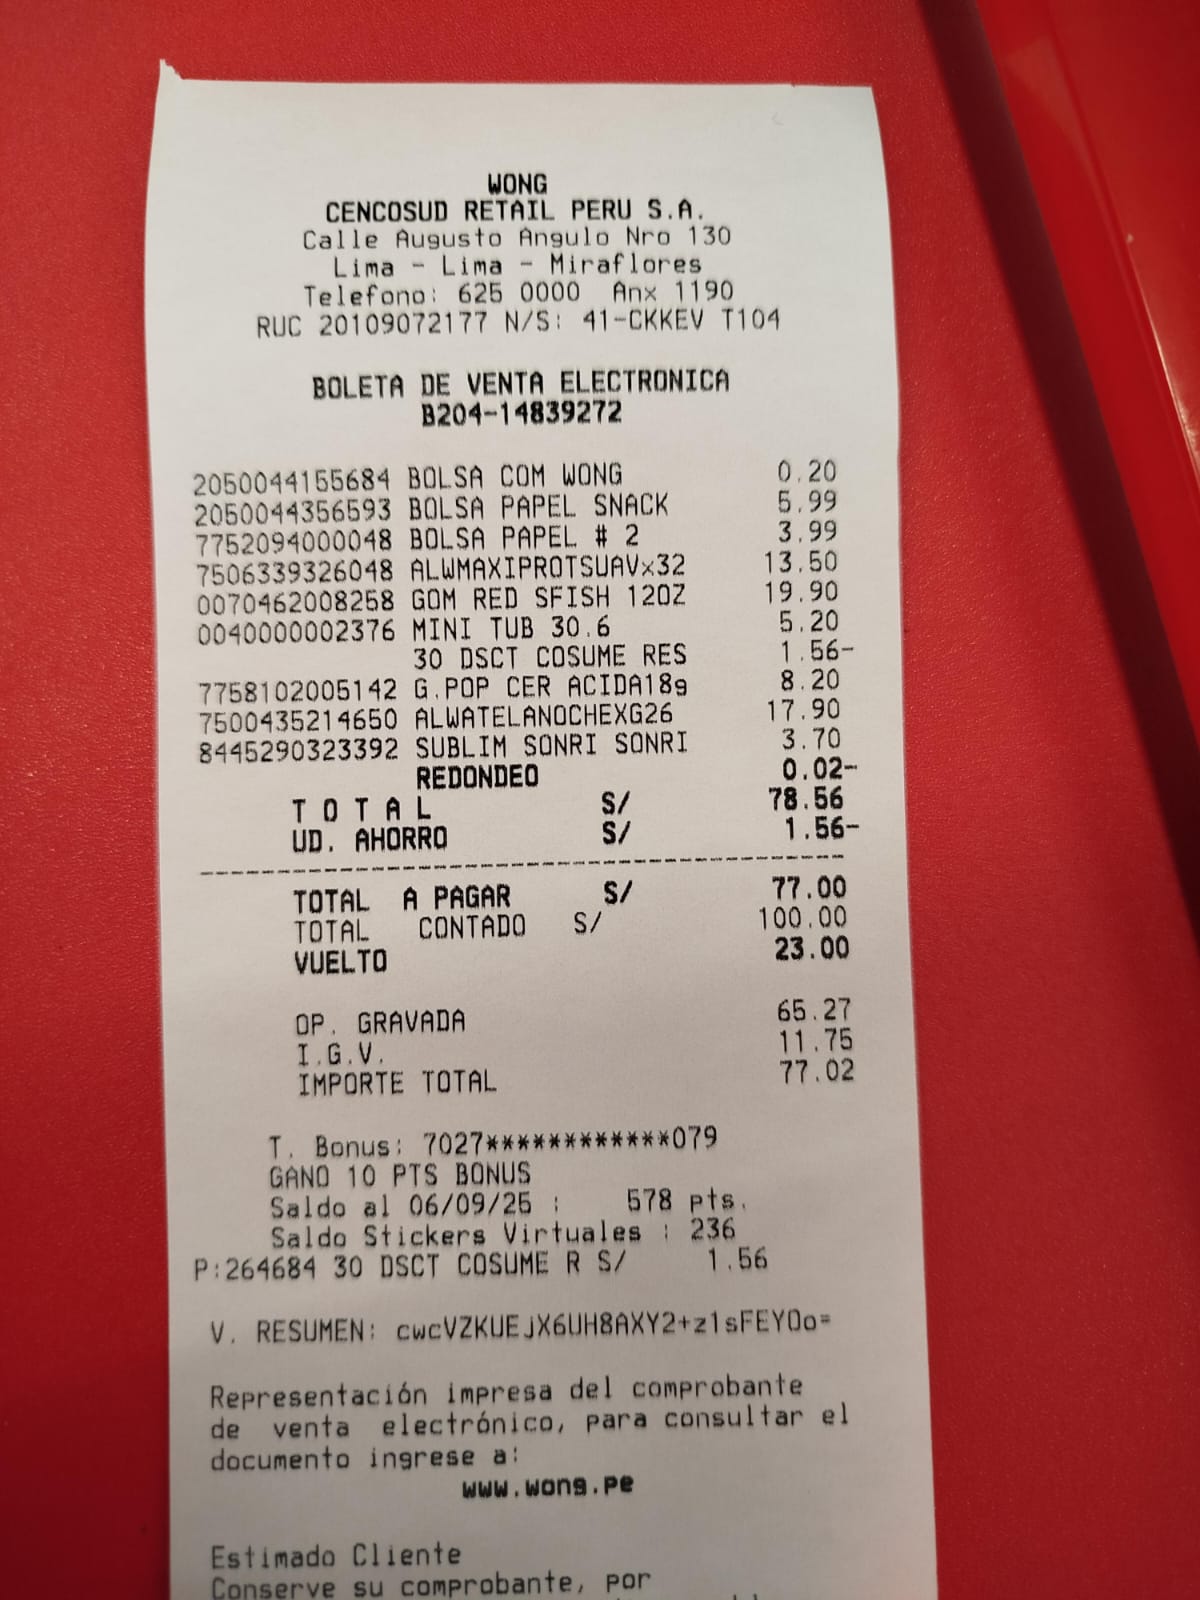 WONG
CENCOSUD RETAIL PERU S.A.
Calle Augusto Angulo Nro 130
Lima - Lima - Miraflores
Telefono: 625 0000 Anx 1190
RUC 20109072177 N/S: 41-CKKEV T104
BOLETA DE VENTA ELECTRONICA
B204-14839272
2050044155684 BOLSA COM WONG 0.20
2050044356593 BOLSA PAPEL SNACK 5.99
7752094000048 BOLSA PAPEL # 2 3.99
7506339326048 ALWMAXIPROTSUAVx32 13.50
0070462008258 GOM RED SFISH 12OZ 19.90
0040000002376 MINI TUB 30.6 5.20
30 DSCT COSUME RES 1.56-
7758102005142 G.POP CER ACIDA18g 8.20
7500435214650 ALWATELANOCHEXG26 17.90
8445290323392 SUBLIM SONRI SONRI 3.70
REDONDEO 0.02-
T O T A L S/ 78.56
UD. AHORRO S/ 1.56-
--------------------------------------------
TOTAL A PAGAR S/ 77.00
TOTAL CONTADO S/ 100.00
VUELTO 23.00
OP. GRAVADA 65.27
I.G.V. 11.75
IMPORTE TOTAL 77.02
T. Bonus: 7027************079
GANO 10 PTS BONUS
Saldo al 06/09/25 : 578 pts.
Saldo Stickers Virtuales : 236
P:264684 30 DSCT COSUME R S/ 1.56
V. RESUMEN: cwcVZKUEJX6UH8AXY2+z1sFEYOo=
Representación impresa del comprobante
de venta electrónico, para consultar el
documento ingrese a:
www.wong.pe
Estimado Cliente
Conserve su comprobante, por